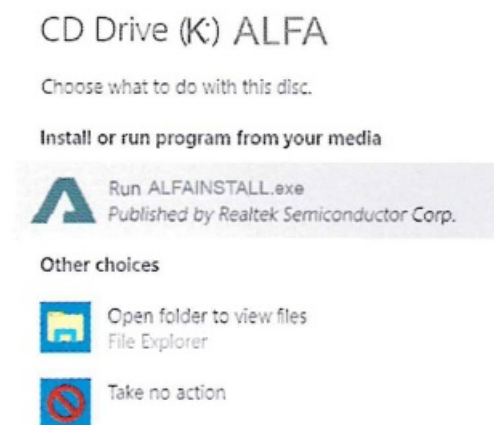 CD Drive (K:) ALFA
Choose what to do with this disc.
Install or run program from your media
Run ALFAINSTALL.exe
Published by Realtek Semiconductor Corp.
Other choices
Open folder to view files
File Explorer
Take no action